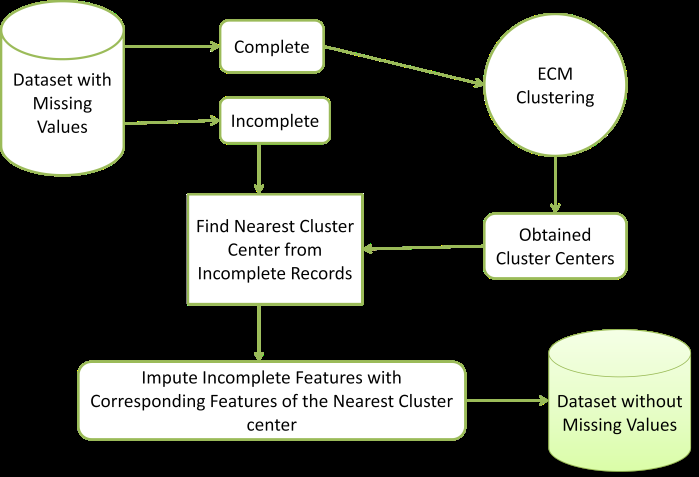 Dataset with
Missing
Values
Complete
ECM
Clustering
Incomplete
Find Nearest Cluster
Center from
Incomplete Records
Obtained
Cluster Centers
Impute Incomplete Features with
Corresponding Features of the Nearest Cluster
center
Dataset without
Missing Values